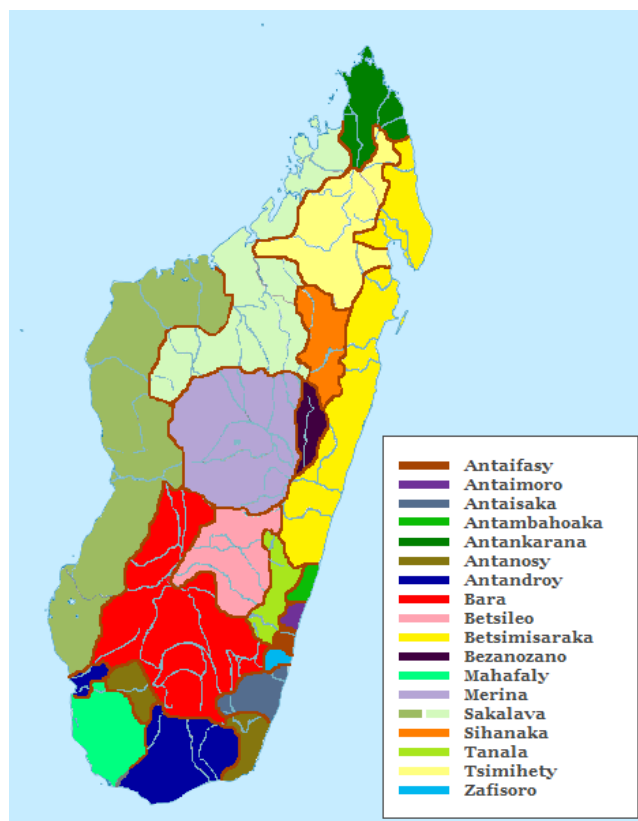 Antaifasy
Antaimoro
Antaisaka
Antambahoaka
Antankarana
Antanosy
Antandroy
Bara
Betsileo
Betsimisaraka
Bezanozano
Mahafaly
Merina
Sakalava
Sihanaka
Tanala
Tsimihety
Zafisoro